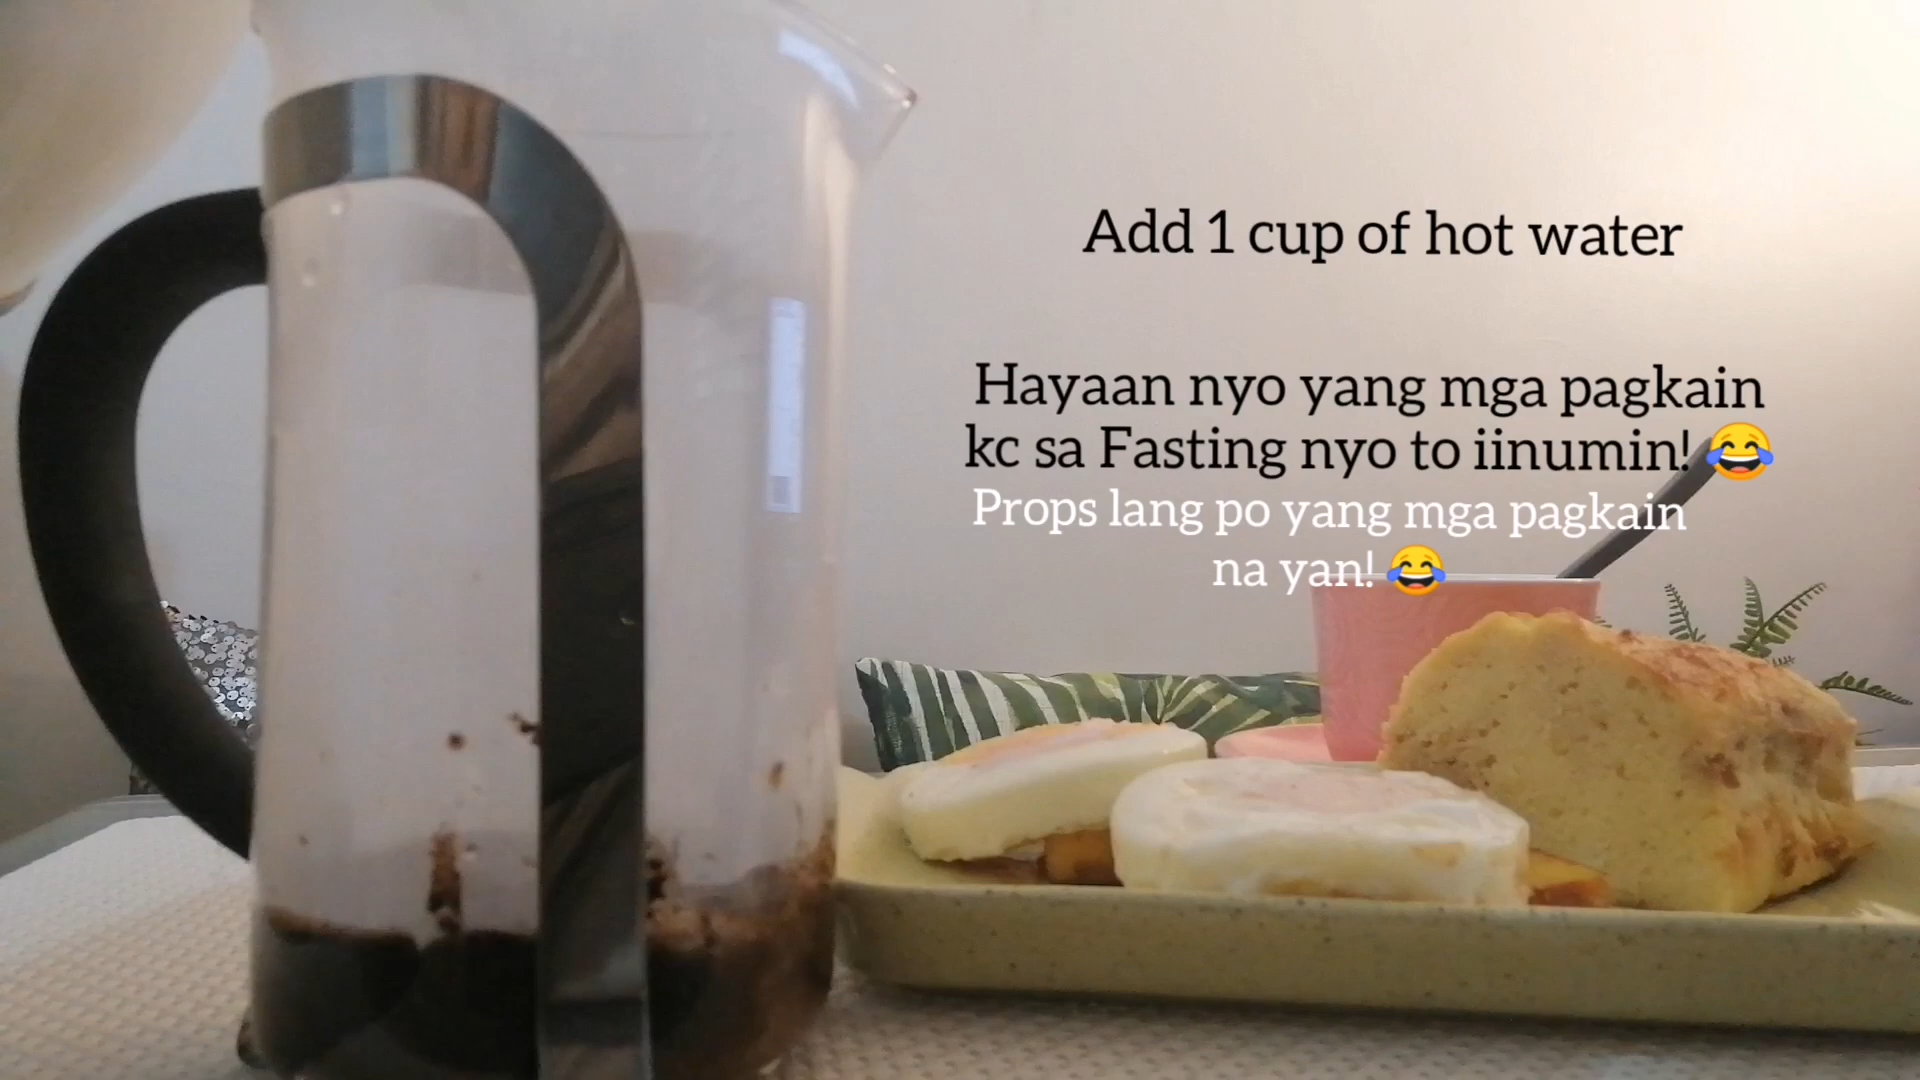 Add 1 cup of hot water
Hayaan nyo yang mga pagkain
kc sa Fasting nyo to iinumin! 😂
Props lang po yang mga pagkain
na yan! 😂